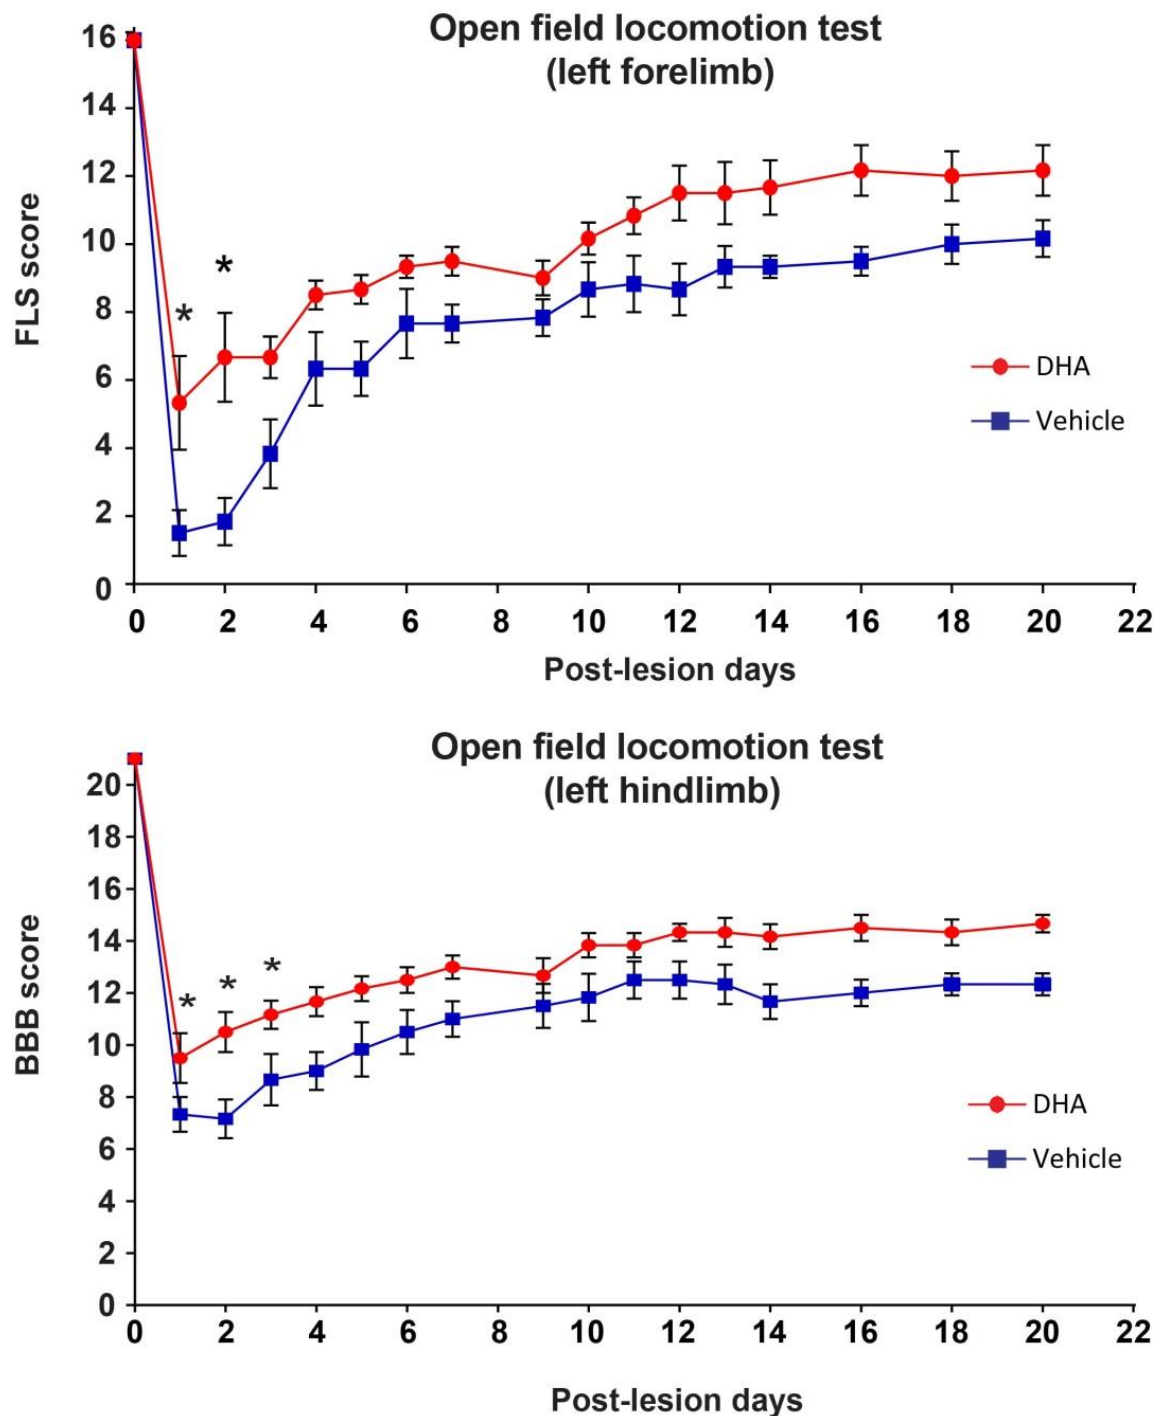 Open field locomotion test
(left forelimb)
FLS score
16
14
12
10
8
6
4
2
0
*
*
DHA
Vehicle
0 2 4 6 8 10 12 14 16 18 20 22
Post-lesion days
Open field locomotion test
(left hindlimb)
BBB score
20
18
16
14
12
10
8
6
4
2
0
* * *
DHA
Vehicle
0 2 4 6 8 10 12 14 16 18 20 22
Post-lesion days